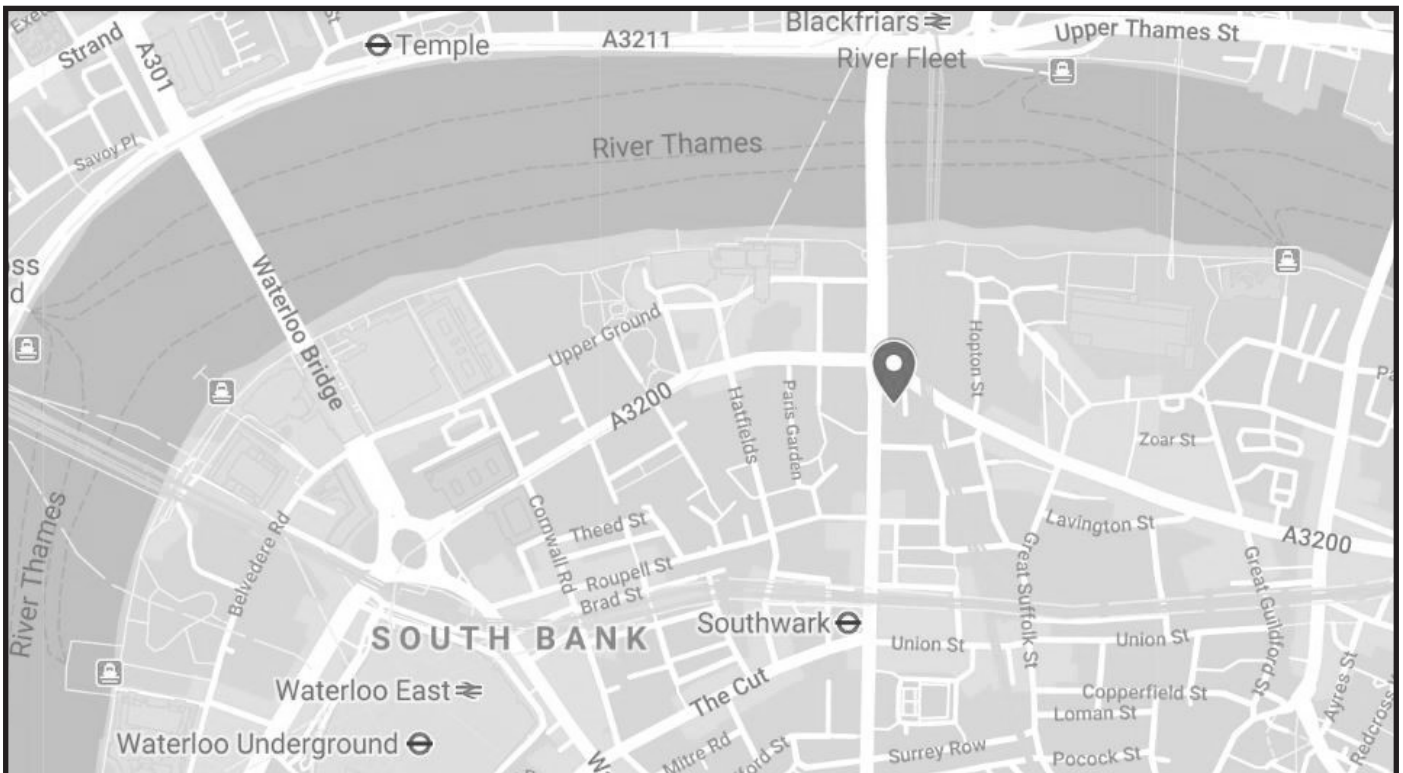 Strand
A301
Temple
A3211
Blackfriars
River Fleet
Upper Thames St
Savoy Pl
River Thames
Waterloo Bridge
Upper Ground
A3200
Hatfields
Paris Garden
Hopton St
Zoar St
River Thames
Belvedere Rd
Cornwall Rd
Theed St
Roupell St
Brad St
Lavington St
A3200
Great Suffolk St
Great Guildford St
SOUTH BANK
Southwark
Union St
Union St
Waterloo East
The Cut
Copperfield St
Loman St
Ayres St
Waterloo Underground
Mitre Rd
Surrey Row
Pocock St